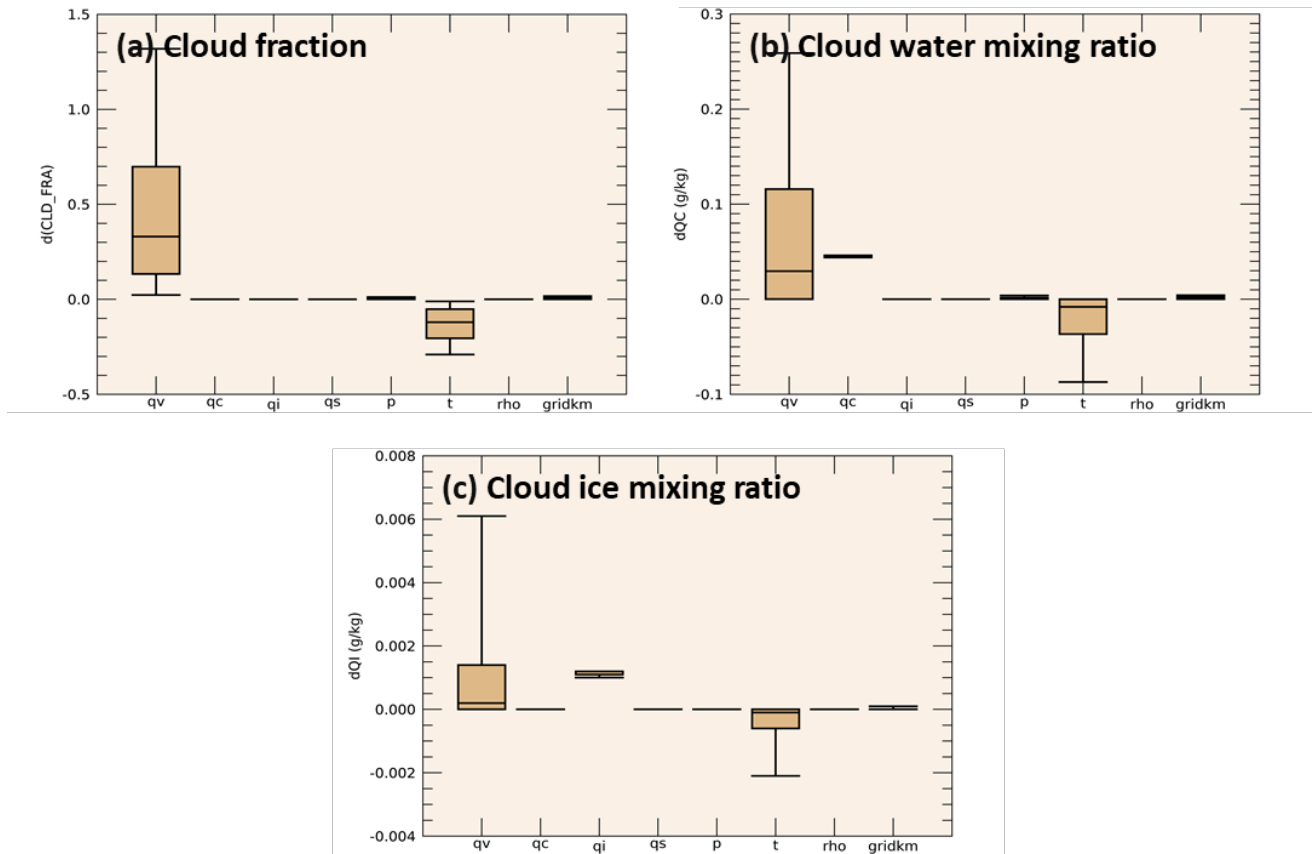 (a) Cloud fraction
1.5
1.0
0.5
0.0
-0.5
d(CLD_FRA)
qv qc qi qs p t rho gridkm
(b) Cloud water mixing ratio
0.3
0.2
0.1
0.0
-0.1
dQC (g/kg)
qv qc qi qs p t rho gridkm
(c) Cloud ice mixing ratio
0.008
0.006
0.004
0.002
0.000
-0.002
-0.004
dQI (g/kg)
qv qc qi qs p t rho gridkm